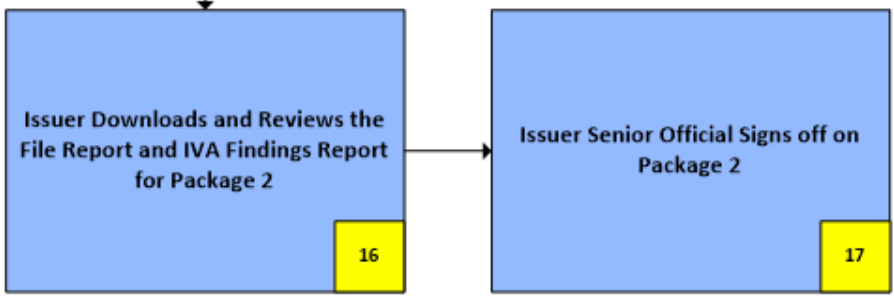 Issuer Downloads and Reviews the
File Report and IVA Findings Report
for Package 2
16
Issuer Senior Official Signs off on
Package 2
17